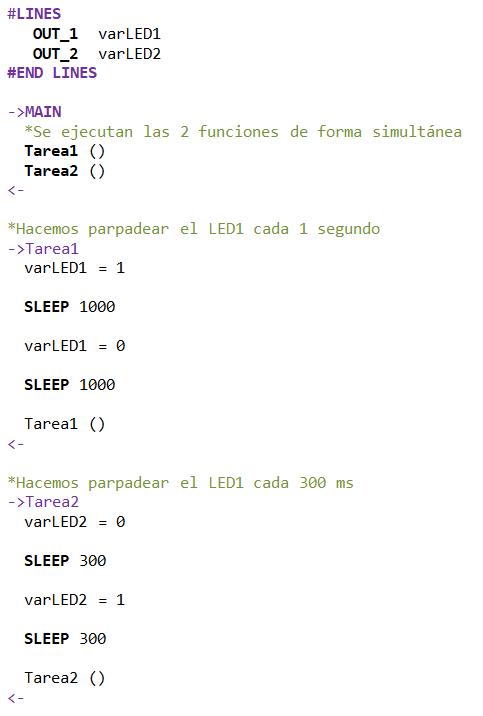 #LINES
OUT_1 varLED1
OUT_2 varLED2
#END LINES
->MAIN
*Se ejecutan las 2 funciones de forma simultánea
Tarea1 ()
Tarea2 ()
<-
*Hacemos parpadear el LED1 cada 1 segundo
->Tarea1
varLED1 = 1
SLEEP 1000
varLED1 = 0
SLEEP 1000
Tarea1 ()
<-
*Hacemos parpadear el LED1 cada 300 ms
->Tarea2
varLED2 = 0
SLEEP 300
varLED2 = 1
SLEEP 300
Tarea2 ()
<-